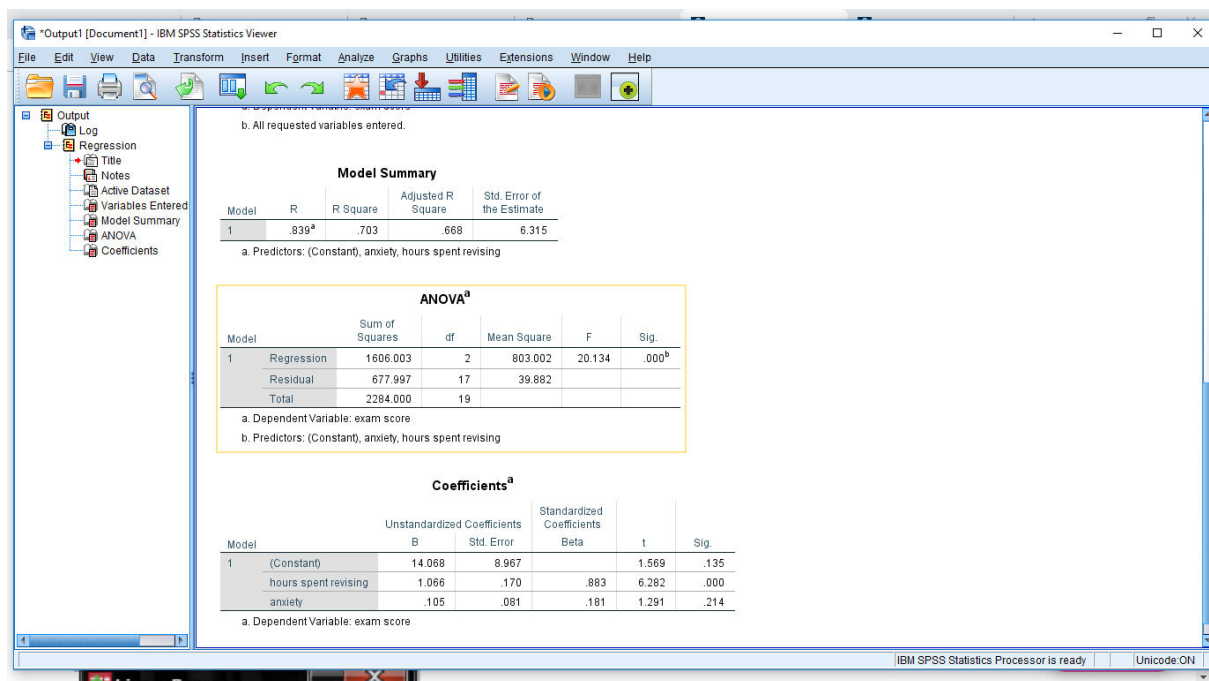 *Output1 [Document1] - IBM SPSS Statistics Viewer
File Edit View Data Transform Insert Format Analyze Graphs Utilities Extensions Window Help
Output
Log
Regression
Title
Notes
Active Dataset
Variables Entered
Model Summary
ANOVA
Coefficients
b. All requested variables entered.
Model Summary
Model R R Square Adjusted R Square Std. Error of the Estimate
1 .839a .703 .668 6.315
a. Predictors: (Constant), anxiety, hours spent revising
ANOVAa
Model Sum of Squares df Mean Square F Sig.
1 Regression 1606.003 2 803.002 20.134 .000b
Residual 677.997 17 39.882
Total 2284.000 19
a. Dependent Variable: exam score
b. Predictors: (Constant), anxiety, hours spent revising
Coefficientsa
Unstandardized Coefficients Standardized Coefficients
Model B Std. Error Beta t Sig.
1 (Constant) 14.068 8.967 1.569 .135
hours spent revising 1.066 .170 .883 6.282 .000
anxiety .105 .081 .181 1.291 .214
a. Dependent Variable: exam score
IBM SPSS Statistics Processor is ready Unicode:ON